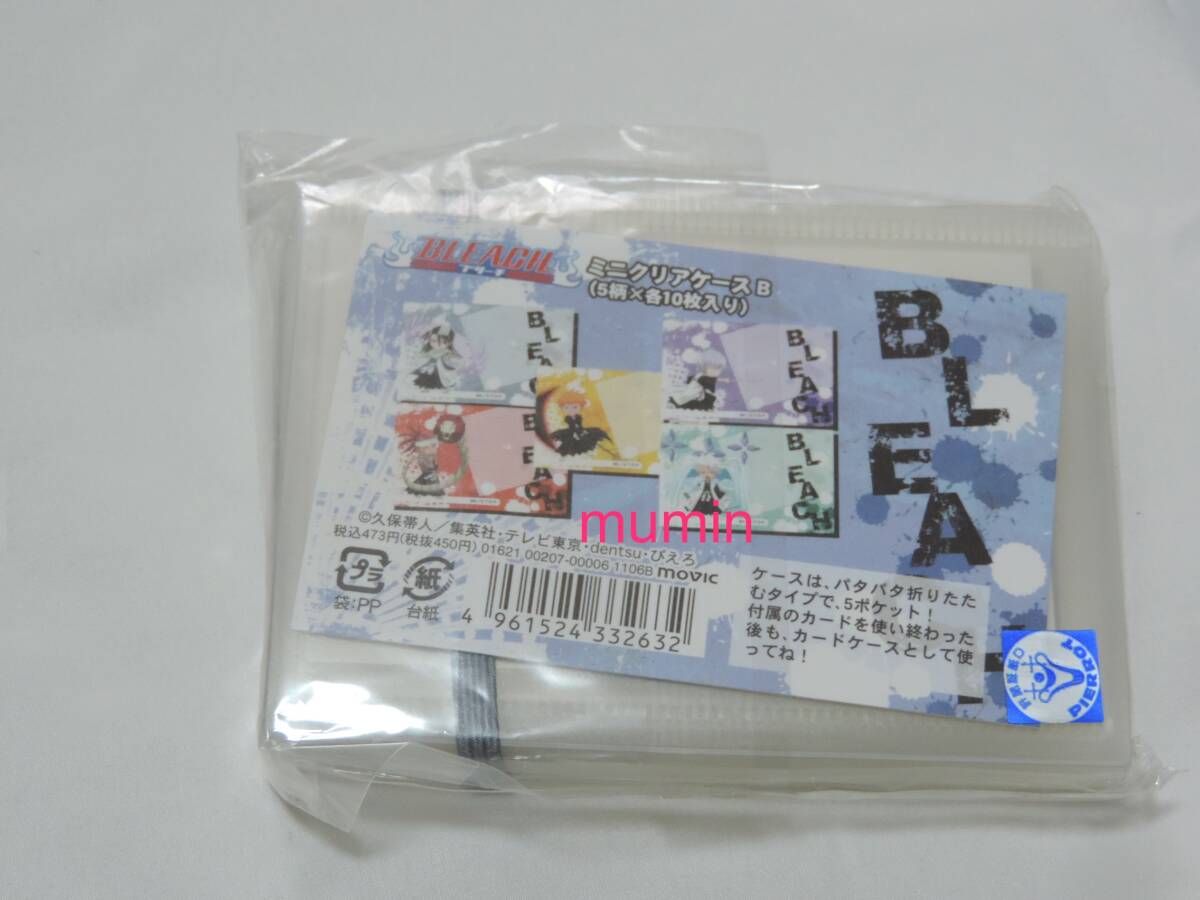 BLEACH
ブリーチ
ミニクリアケース B
(5柄×各10枚入り)
BLEACH
BLEACH
BLEACH
BLEACH
BLEA
mumin
©久保帯人／集英社・テレビ東京・dentsu・ぴえろ
税込473円(税抜450円) 01621 00207-00006 1106B movic
プラ
袋:PP
紙
台紙
4 961524 332632
ケースは、パタパタ折りたた
むタイプで、5ポケット!
付属のカードを使い終わった
後も、カードケースとして使
ってね!
PIERROT